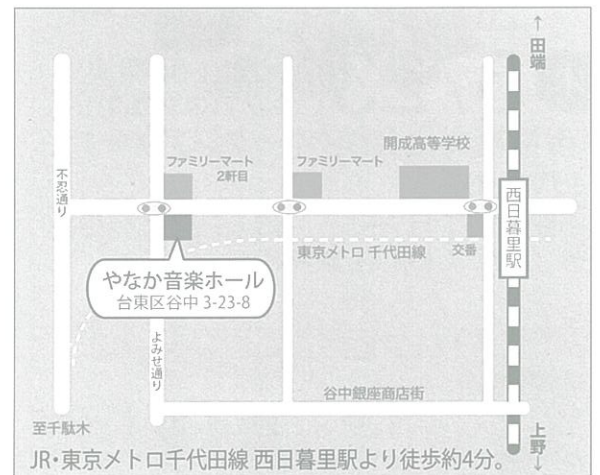 ↑
田端
開成高等学校
ファミリーマート
2軒目
ファミリーマート
不忍通り
西日暮里駅
東京メトロ 千代田線
交番
やなか音楽ホール
台東区谷中 3-23-8
よみせ通り
谷中銀座商店街
至千駄木
上野
↓
JR・東京メトロ千代田線 西日暮里駅より徒歩約4分。